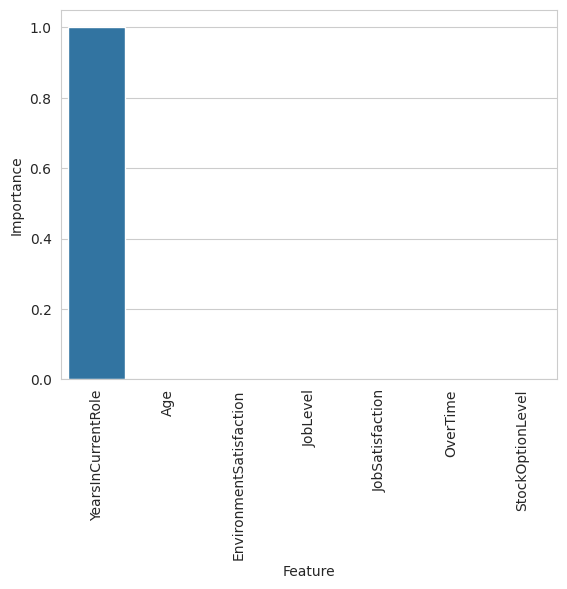 1.0
0.8
0.6
0.4
0.2
0.0
Importance
YearsInCurrentRole
Age
EnvironmentSatisfaction
JobLevel
JobSatisfaction
OverTime
StockOptionLevel
Feature